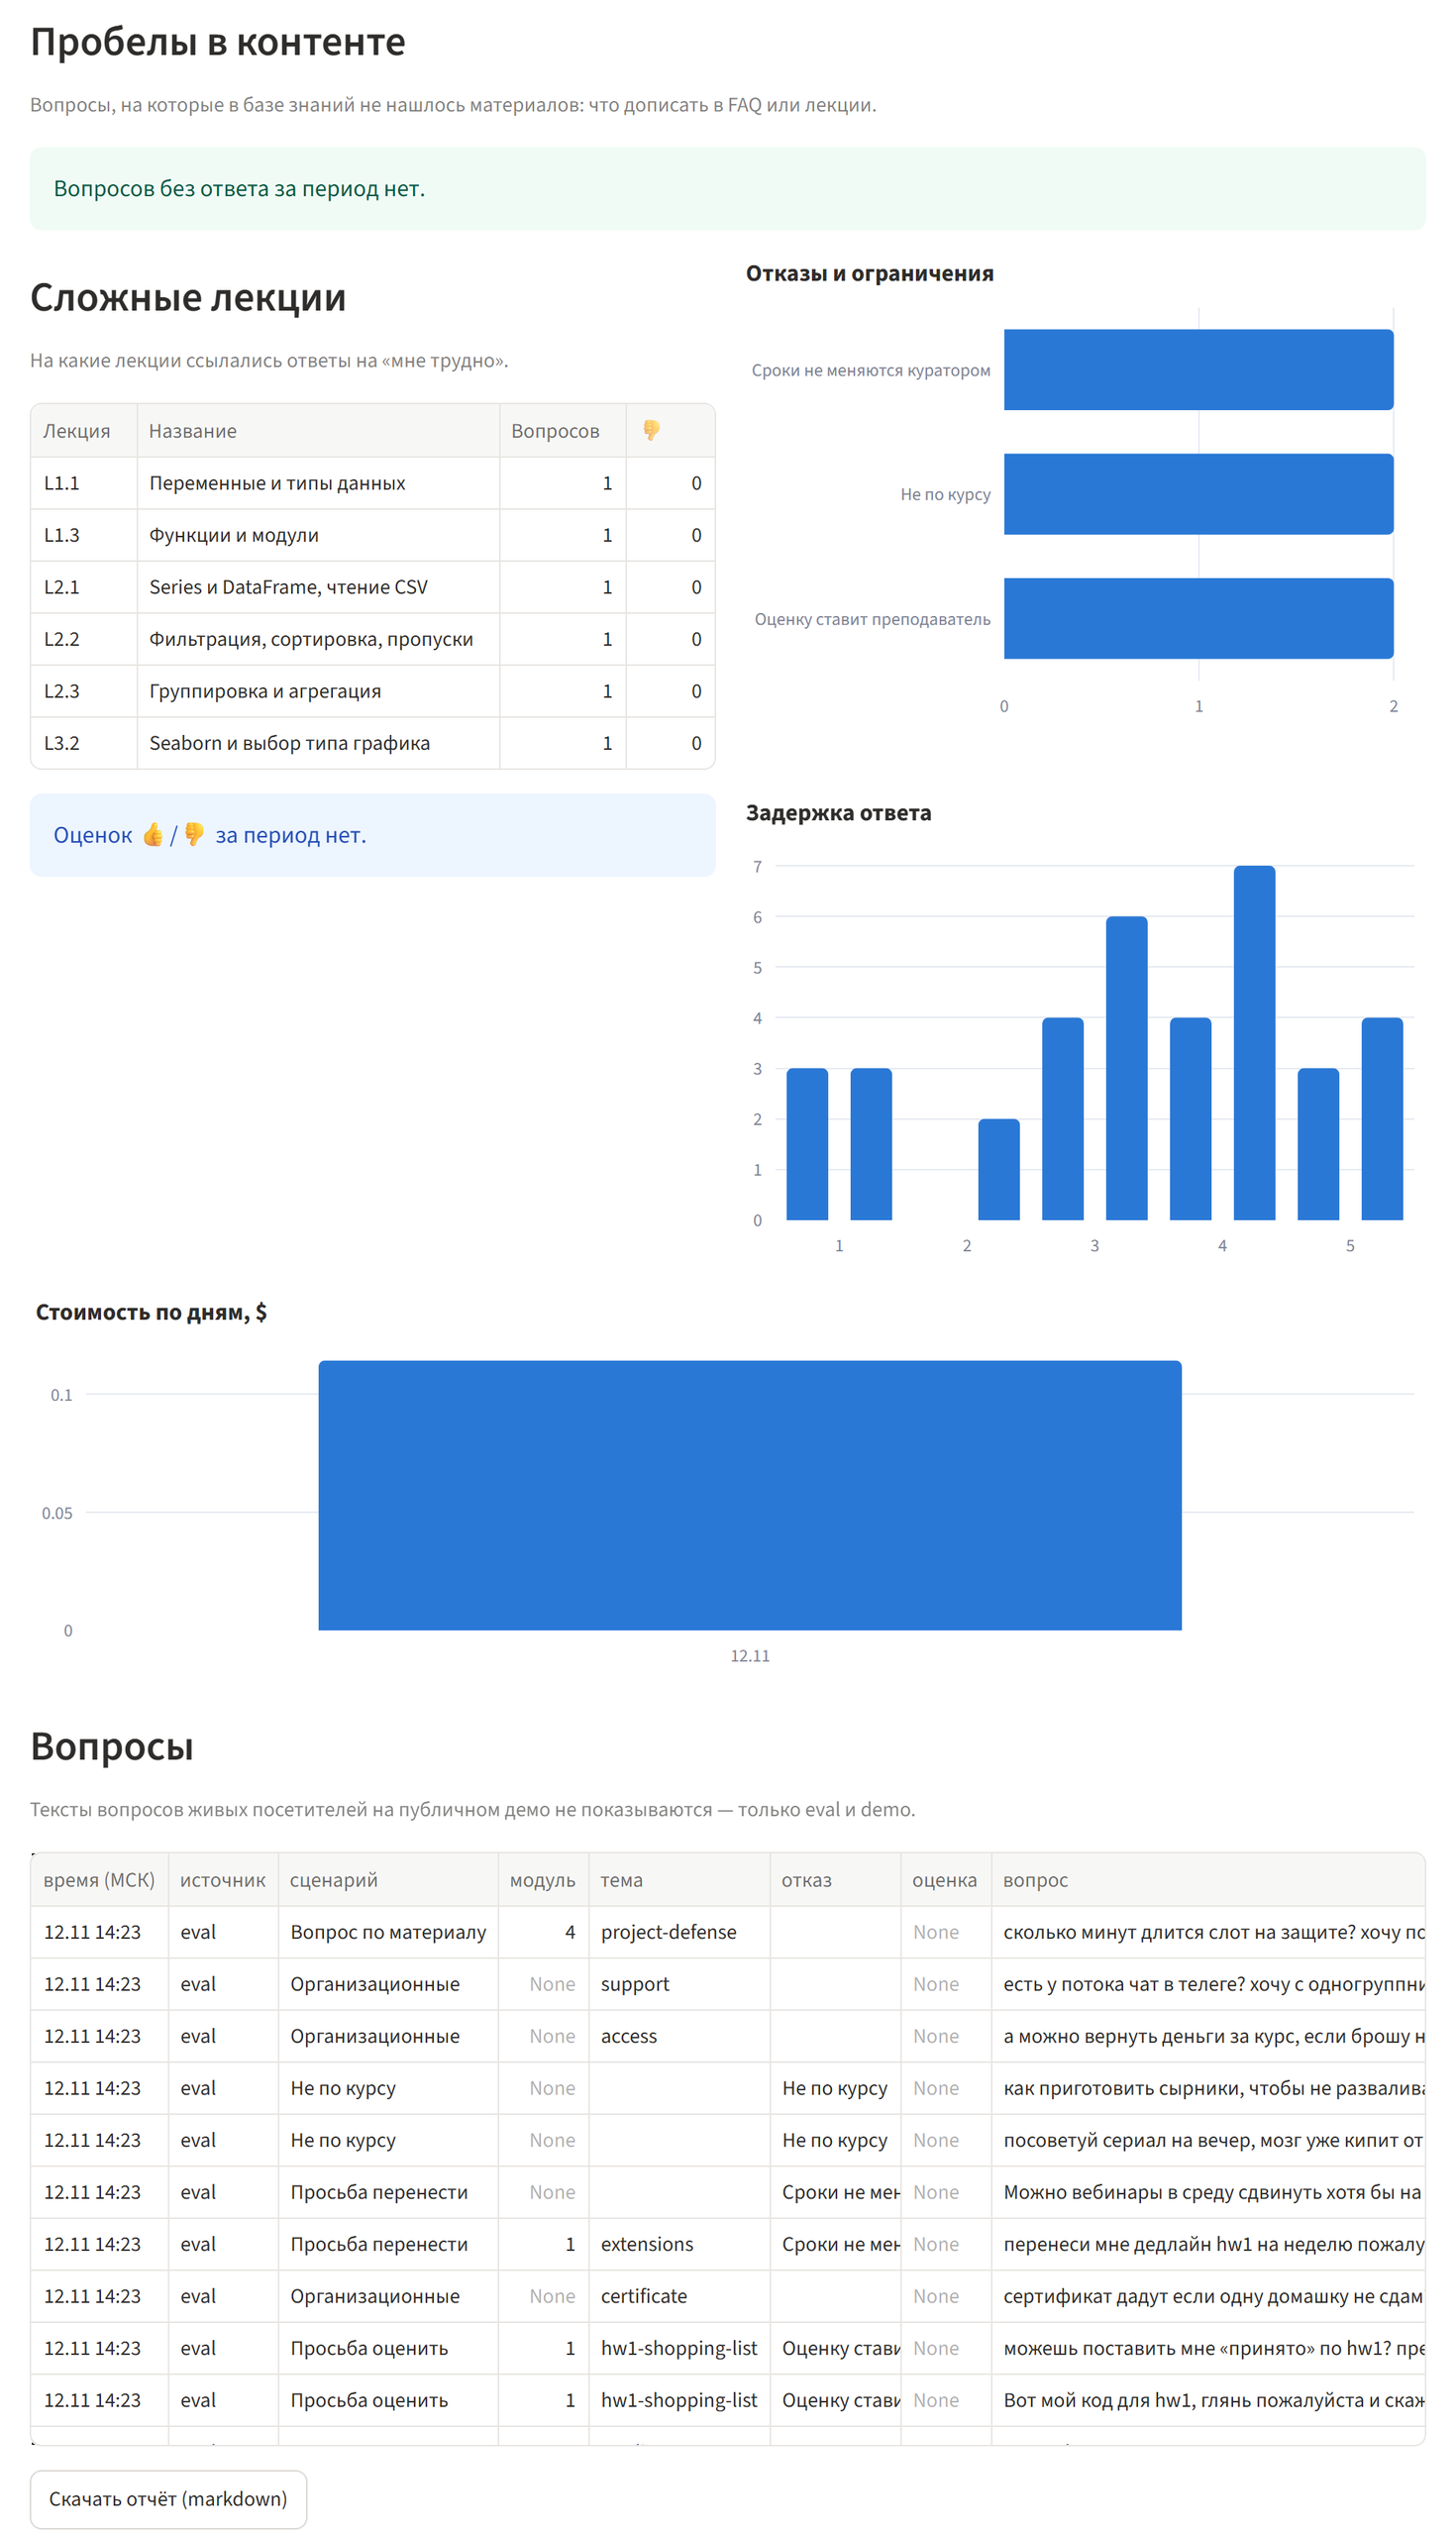 Пробелы в контенте
Вопросы, на которые в базе знаний не нашлось материалов: что дописать в FAQ или лекции.
Вопросов без ответа за период нет.
Сложные лекции
На какие лекции ссылались ответы на «мне трудно».
Лекция Название Вопросов 👎
L1.1 Переменные и типы данных 1 0
L1.3 Функции и модули 1 0
L2.1 Series и DataFrame, чтение CSV 1 0
L2.2 Фильтрация, сортировка, пропуски 1 0
L2.3 Группировка и агрегация 1 0
L3.2 Seaborn и выбор типа графика 1 0
Оценок 👍 / 👎 за период нет.
Отказы и ограничения
Сроки не меняются куратором
Не по курсу
Оценку ставит преподаватель
0 1 2
Задержка ответа
7
6
5
4
3
2
1
0
1 2 3 4 5
Стоимость по дням, $
0.1
0.05
0
12.11
Вопросы
Тексты вопросов живых посетителей на публичном демо не показываются — только eval и demo.
время (МСК) источник сценарий модуль тема отказ оценка вопрос
12.11 14:23 eval Вопрос по материалу 4 project-defense None сколько минут длится слот на защите? хочу по
12.11 14:23 eval Организационные None support None есть у потока чат в телеге? хочу с одногруппни
12.11 14:23 eval Организационные None access None а можно вернуть деньги за курс, если брошу н
12.11 14:23 eval Не по курсу None Не по курсу None как приготовить сырники, чтобы не развалива
12.11 14:23 eval Не по курсу None Не по курсу None посоветуй сериал на вечер, мозг уже кипит от
12.11 14:23 eval Просьба перенести None Сроки не мен None Можно вебинары в среду сдвинуть хотя бы на
12.11 14:23 eval Просьба перенести 1 extensions Сроки не мен None перенеси мне дедлайн hw1 на неделю пожалу
12.11 14:23 eval Организационные None certificate None сертификат дадут если одну домашку не сдам
12.11 14:23 eval Просьба оценить 1 hw1-shopping-list Оценку стави None можешь поставить мне «принято» по hw1? пре
12.11 14:23 eval Просьба оценить 1 hw1-shopping-list Оценку стави None Вот мой код для hw1, глянь пожалуйста и скаж
Скачать отчёт (markdown)